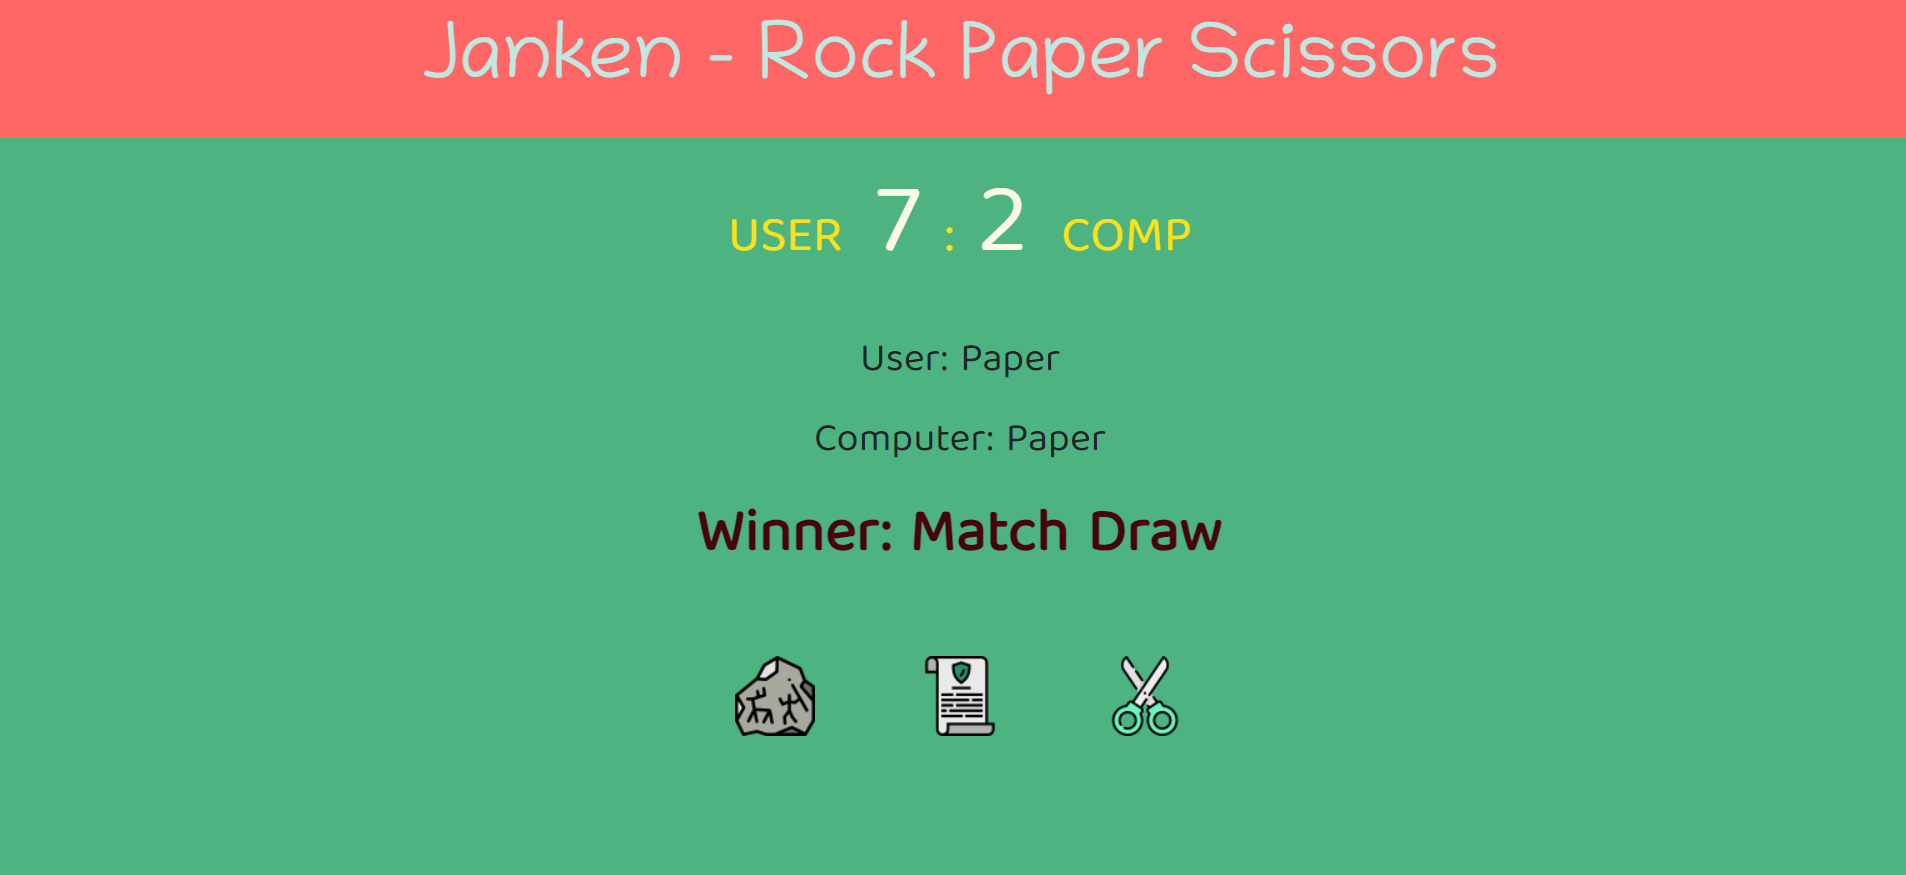 Janken - Rock Paper Scissors
USER 7 : 2 COMP
User: Paper
Computer: Paper
Winner: Match Draw